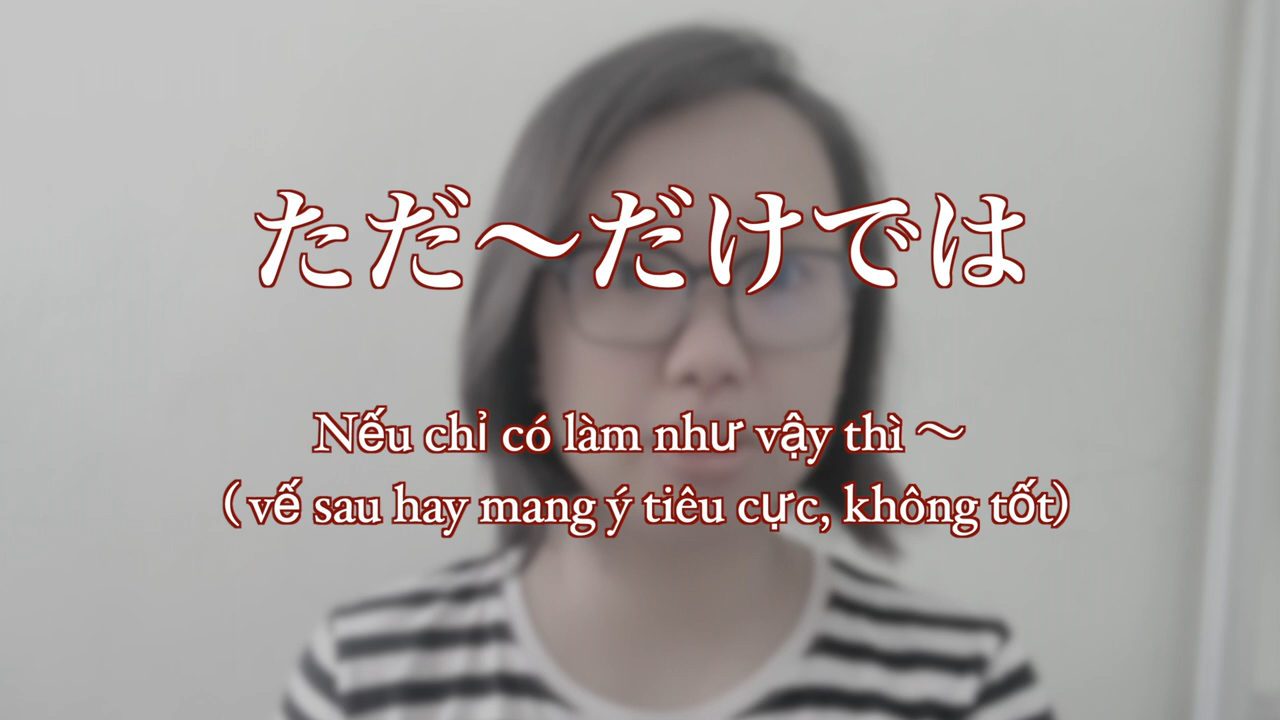 ただ〜だけでは
Nếu chỉ có làm như vậy thì 〜
( vế sau hay mang ý tiêu cực, không tốt)